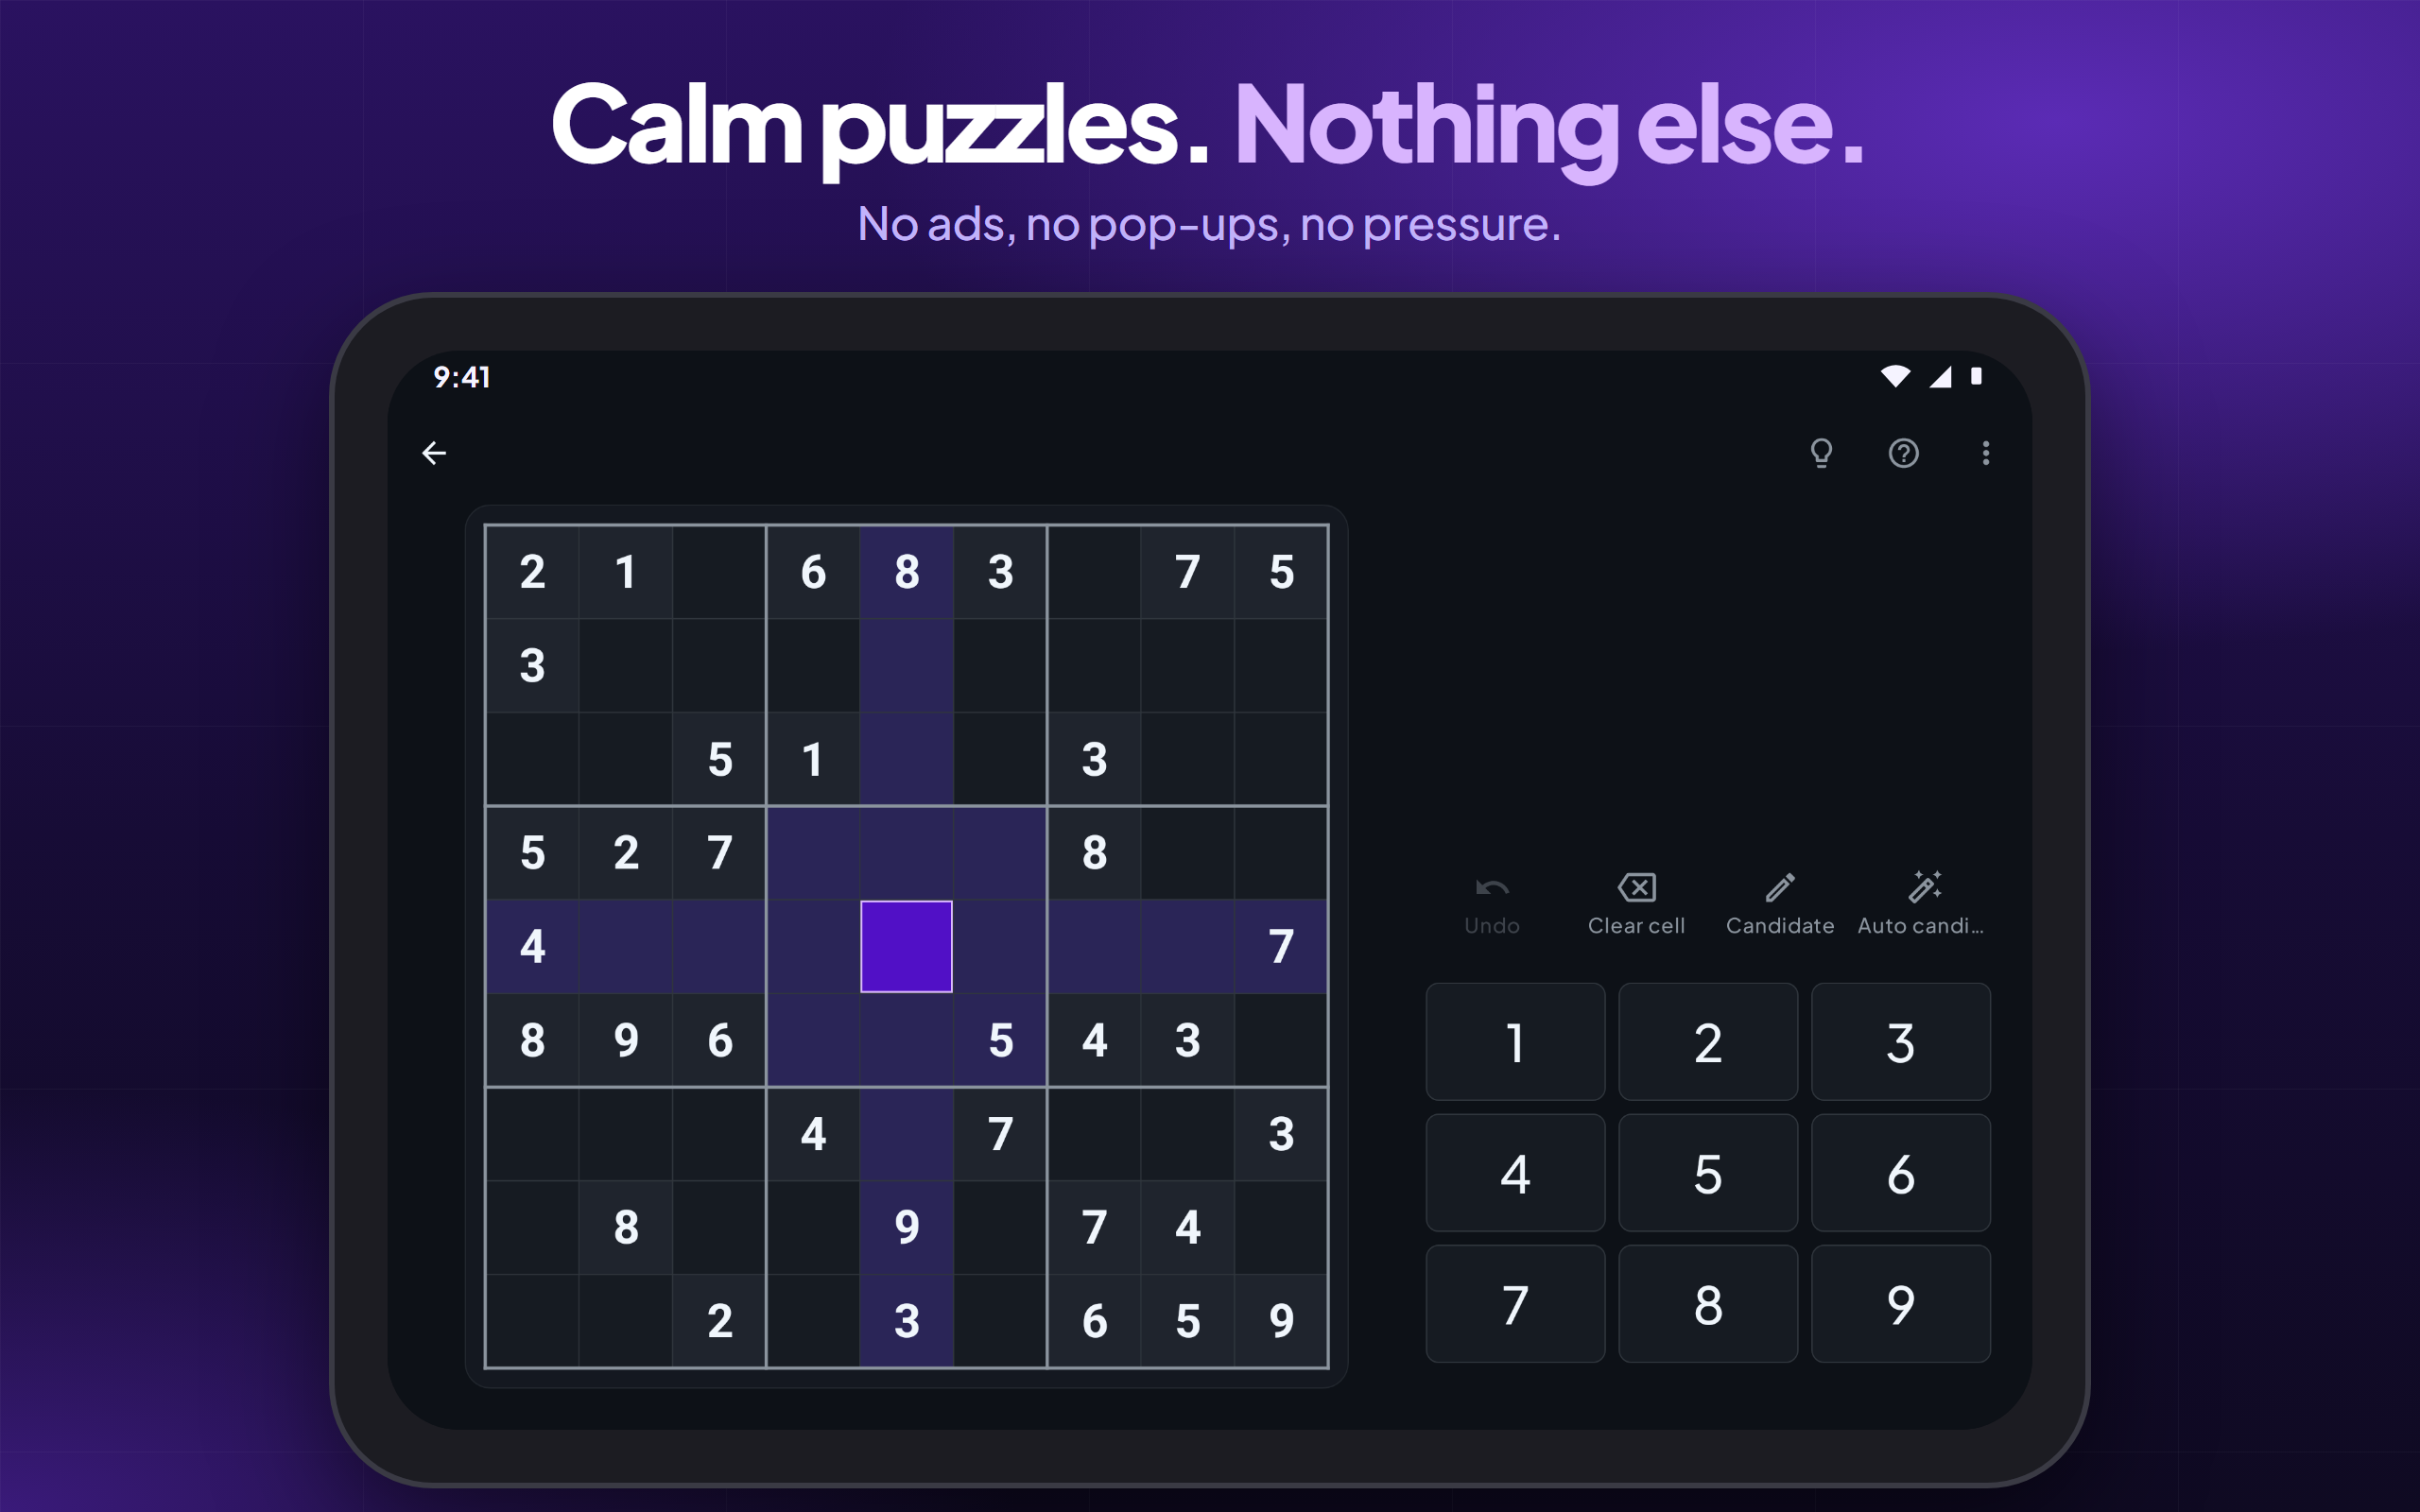 Calm puzzles. Nothing else.
No ads, no pop-ups, no pressure.
9:41
2 1 6 8 3 7 5
3
5 1 3
5 2 7 8
4 7
8 9 6 5 4 3
4 7 3
8 9 7 4
2 3 6 5 9
Undo Clear cell Candidate Auto candi...
1 2 3
4 5 6
7 8 9